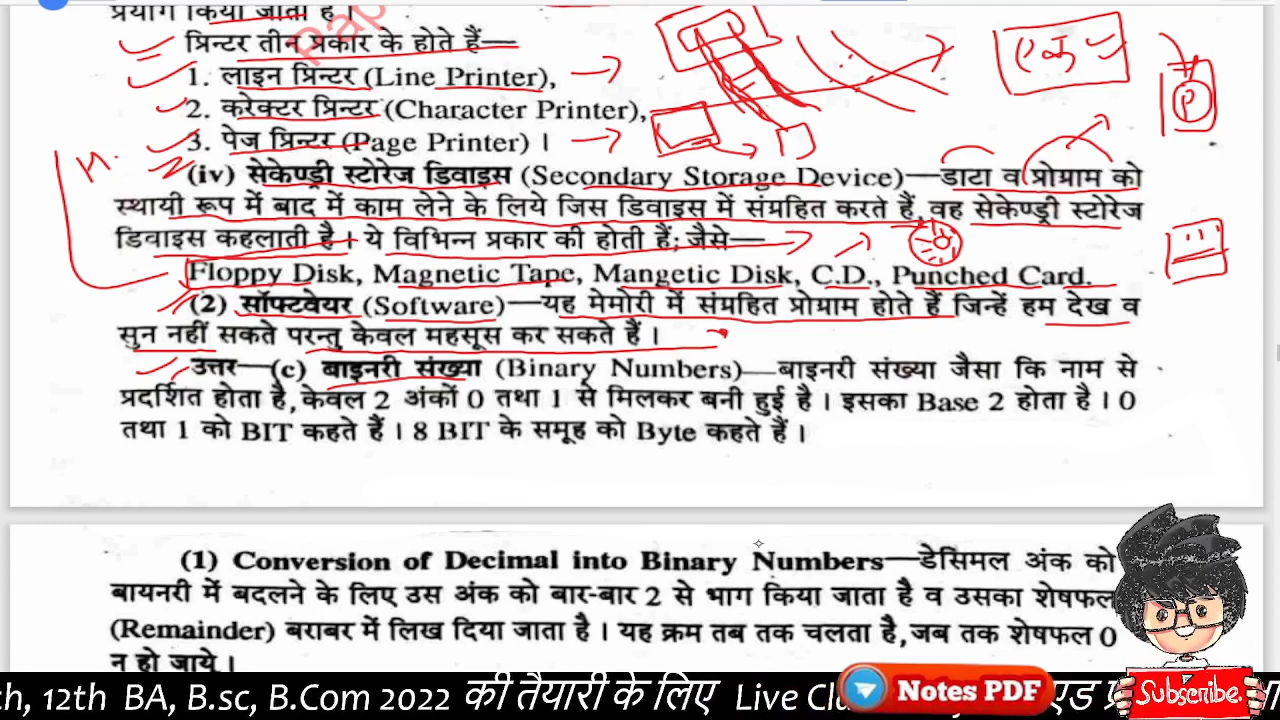 प्रयोग किया जाता है।
प्रिन्टर तीन प्रकार के होते हैं—
1. लाइन प्रिन्टर (Line Printer),
2. करेक्टर प्रिन्टर (Character Printer),
3. पेज प्रिन्टर (Page Printer) ।
(iv) सेकेण्ड्री स्टोरेज डिवाइस (Secondary Storage Device)—डाटा व प्रोग्राम को
स्थायी रूप में बाद में काम लेने के लिये जिस डिवाइस में संग्रहित करते हैं, वह सेकेण्ड्री स्टोरेज
डिवाइस कहलाती है। ये विभिन्न प्रकार की होती हैं; जैसे—
Floppy Disk, Magnetic Tape, Mangetic Disk, C.D., Punched Card.
(2) सॉफ्टवेयर (Software)—यह मेमोरी में संग्रहित प्रोग्राम होते हैं जिन्हें हम देख व
सुन नहीं सकते परन्तु केवल महसूस कर सकते हैं।
उत्तर—(c) बाइनरी संख्या (Binary Numbers)—बाइनरी संख्या जैसा कि नाम से
प्रदर्शित होता है, केवल 2 अंकों 0 तथा 1 से मिलकर बनी हुई है। इसका Base 2 होता है। 0
तथा 1 को BIT कहते हैं। 8 BIT के समूह को Byte कहते हैं।
(1) Conversion of Decimal into Binary Numbers—डेसिमल अंक को
बायनरी में बदलने के लिए उस अंक को बार-बार 2 से भाग किया जाता है व उसका शेषफल
(Remainder) बराबर में लिख दिया जाता है। यह क्रम तब तक चलता है, जब तक शेषफल 0
न हो जाये।
12th BA, B.sc, B.Com 2022 की तैयारी के लिए Live
Notes PDF
Subscribe.